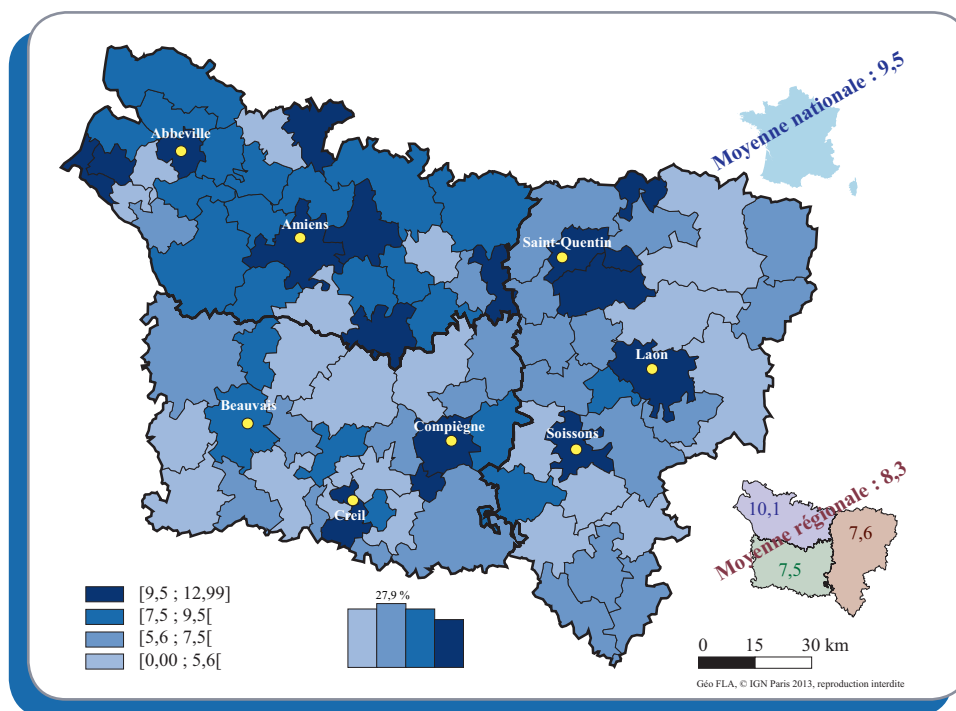 Moyenne nationale : 9,5
Abbeville
Amiens
Saint-Quentin
Laon
Beauvais
Compiègne
Soissons
Creil
Moyenne régionale : 8,3
10,1
7,6
7,5
[9,5 ; 12,99]
[7,5 ; 9,5[
[5,6 ; 7,5[
[0,00 ; 5,6[
27,9 %
0 15 30 km
Géo FLA, © IGN Paris 2013, reproduction interdite